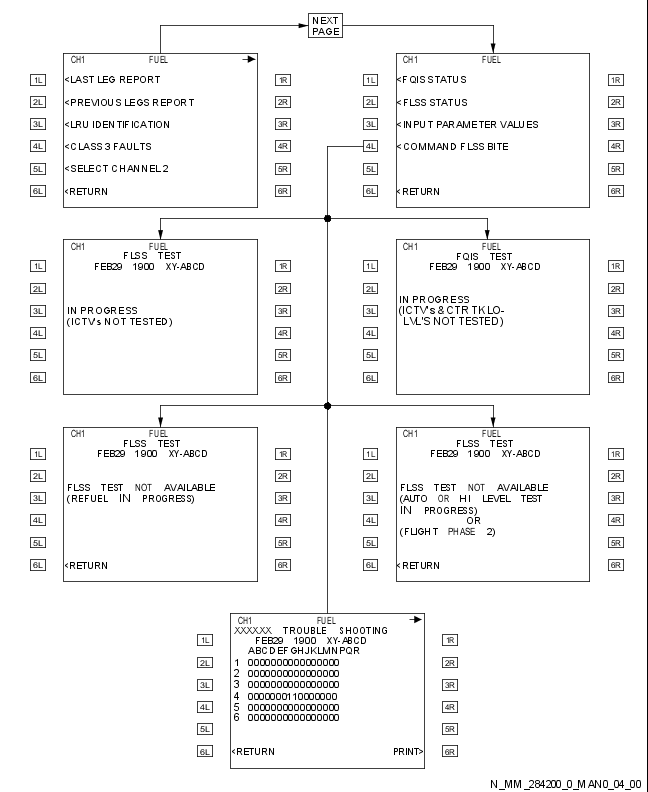 NEXT
PAGE
CH1 FUEL
1L <LAST LEG REPORT 1R
2L <PREVIOUS LEGS REPORT 2R
3L <LRU IDENTIFICATION 3R
4L <CLASS 3 FAULTS 4R
5L <SELECT CHANNEL 2 5R
6L <RETURN 6R
CH1 FUEL
1L <FQIS STATUS 1R
2L <FLSS STATUS 2R
3L <INPUT PARAMETER VALUES 3R
4L <COMMAND FLSS BITE 4R
5L 5R
6L <RETURN 6R
CH1 FUEL
FLSS TEST
1L FEB29 1900 XY-ABCD 1R
2L 2R
3L IN PROGRESS 3R
(ICTV's NOT TESTED)
4L 4R
5L 5R
6L 6R
CH1 FUEL
FQIS TEST
1L FEB29 1900 XY-ABCD 1R
2L 2R
IN PROGRESS
3L (ICTV's & CTR TK LO- 3R
LVL'S NOT TESTED)
4L 4R
5L 5R
6L 6R
CH1 FUEL
FLSS TEST
1L FEB29 1900 XY-ABCD 1R
2L 2R
FLSS TEST NOT AVAILABLE
3L (REFUEL IN PROGRESS) 3R
4L 4R
5L 5R
6L <RETURN 6R
CH1 FUEL
FLSS TEST
1L FEB29 1900 XY-ABCD 1R
2L 2R
FLSS TEST NOT AVAILABLE
3L (AUTO OR HI LEVEL TEST 3R
IN PROGRESS)
4L OR 4R
(FLIGHT PHASE 2)
5L 5R
6L <RETURN 6R
CH1 FUEL
XXXXXX TROUBLE SHOOTING
1L FEB29 1900 XY-ABCD 1R
ABCDEFGHJKLMNPQR
2L 1 0000000000000000 2R
2 0000000000000000
3L 3 0000000000000000 3R
4L 4 0000000110000000 4R
5 0000000000000000
6 0000000000000000
5L 5R
6L <RETURN PRINT> 6R
N_MM_284200_0_MAN0_04_00